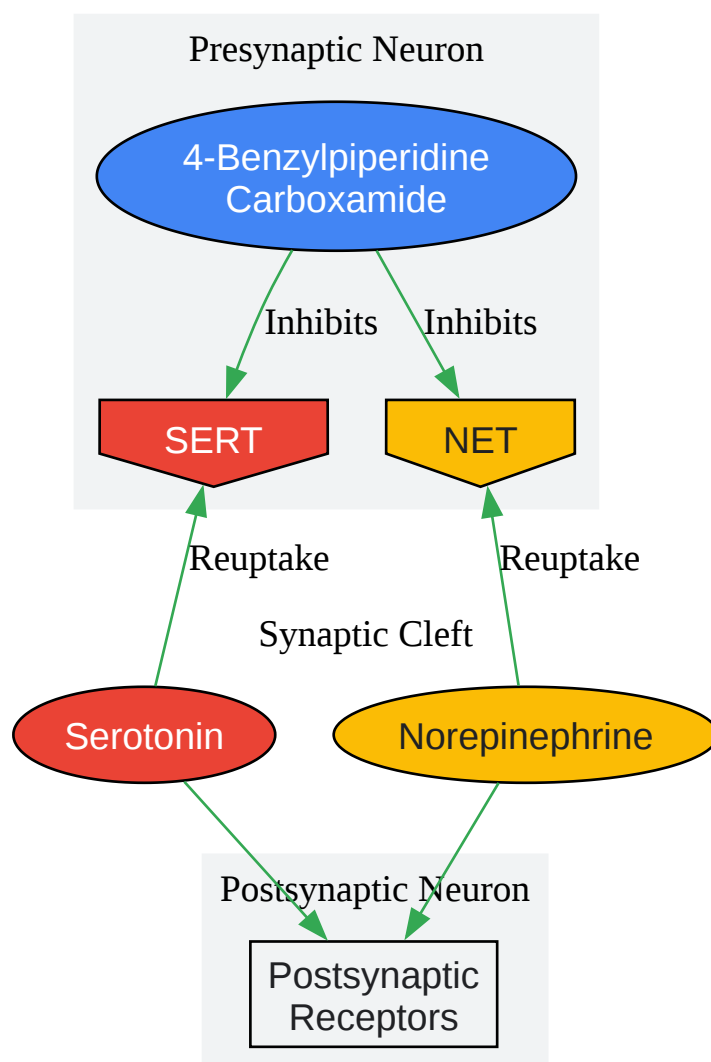 Presynaptic Neuron
4-Benzylpiperidine
Carboxamide
Inhibits
Inhibits
SERT
NET
Reuptake
Reuptake
Synaptic Cleft
Serotonin
Norepinephrine
Postsynaptic Neuron
Postsynaptic
Receptors